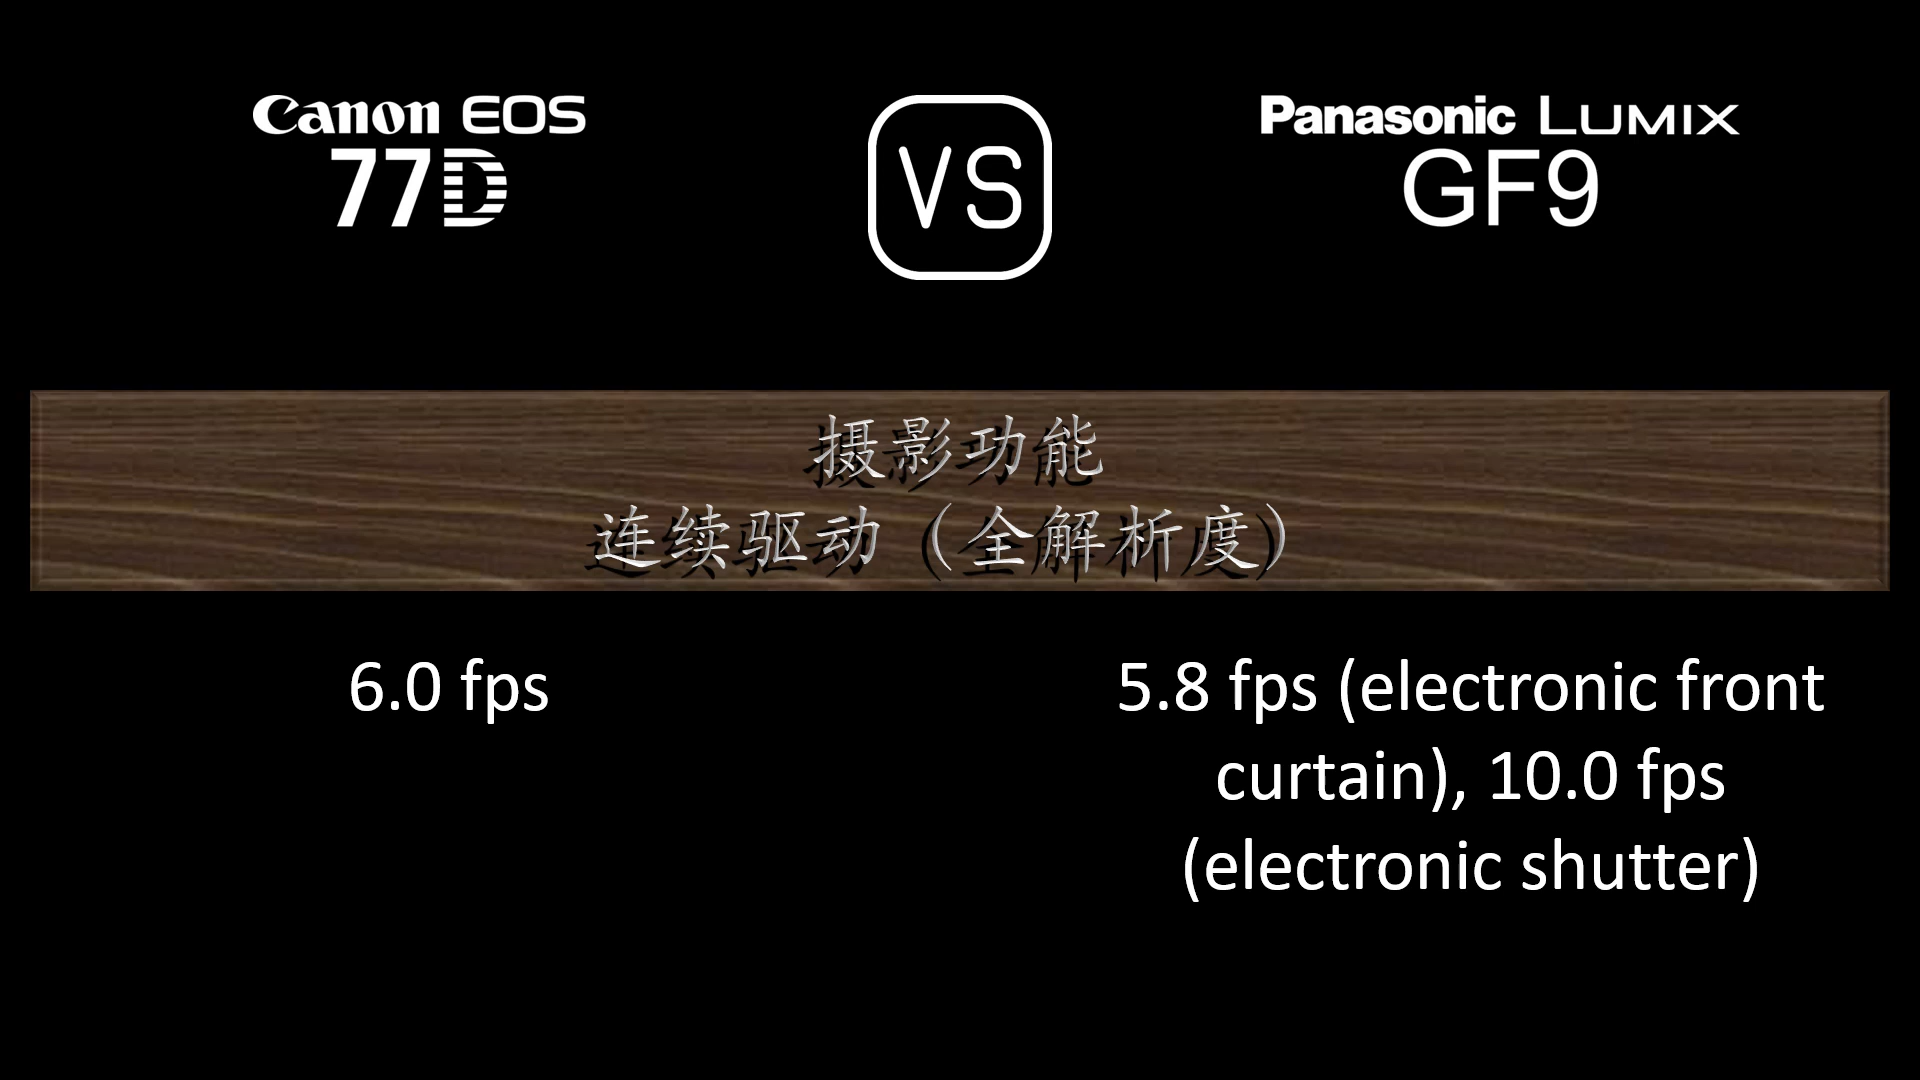 Canon EOS
77D
VS
Panasonic LUMIX
GF9
摄影功能
连续驱动（全解析度）
6.0 fps
5.8 fps (electronic front
curtain), 10.0 fps
(electronic shutter)